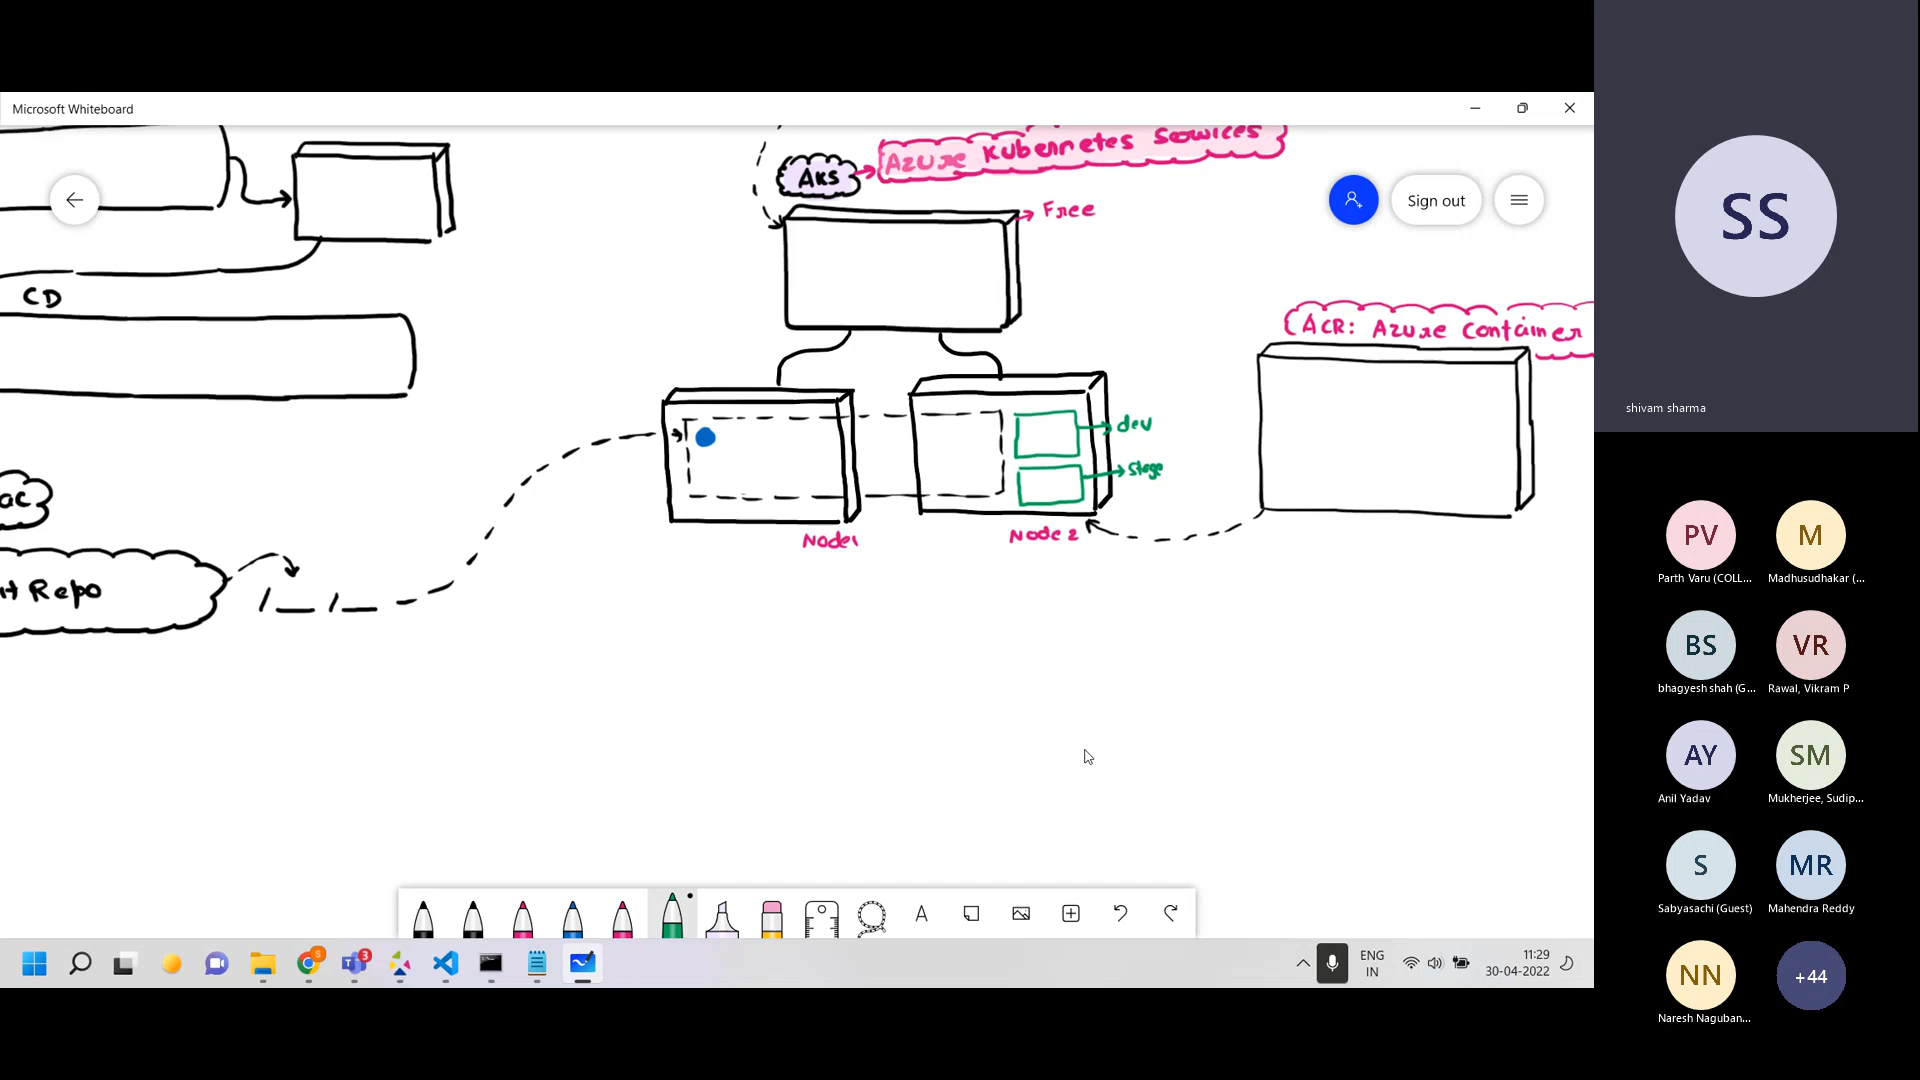 Microsoft Whiteboard
Azure Kubernetes Services
AKS
Free
Sign out
CD
ACR: Azure Container
dev
stage
Node1
Node 2
Repo
A
ENG
IN
11:29
30-04-2022
S
3
SS
shivam sharma
PV
M
Parth Varu (COLL...
Madhusudhakar (...
BS
VR
bhagyesh shah (G...
Rawal, Vikram P
AY
SM
Anil Yadav
Mukherjee, Sudip...
S
MR
Sabyasachi (Guest)
Mahendra Reddy
NN
+44
Naresh Naguban...